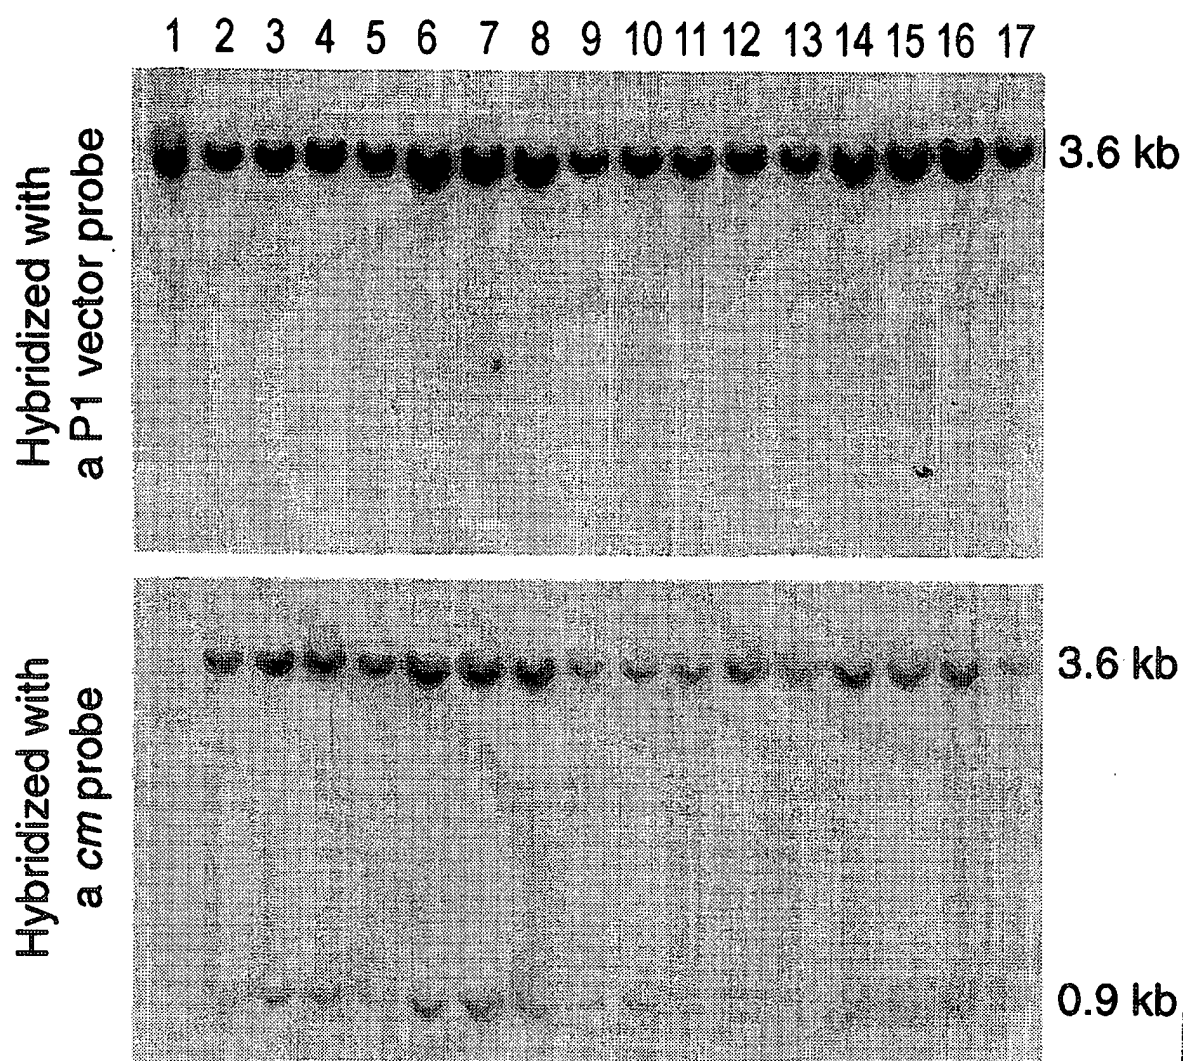 1 2 3 4 5 6 7 8 9 10 11 12 13 14 15 16 17
Hybridized with
a P1 vector probe
3.6 kb
Hybridized with
a cm probe
3.6 kb
0.9 kb